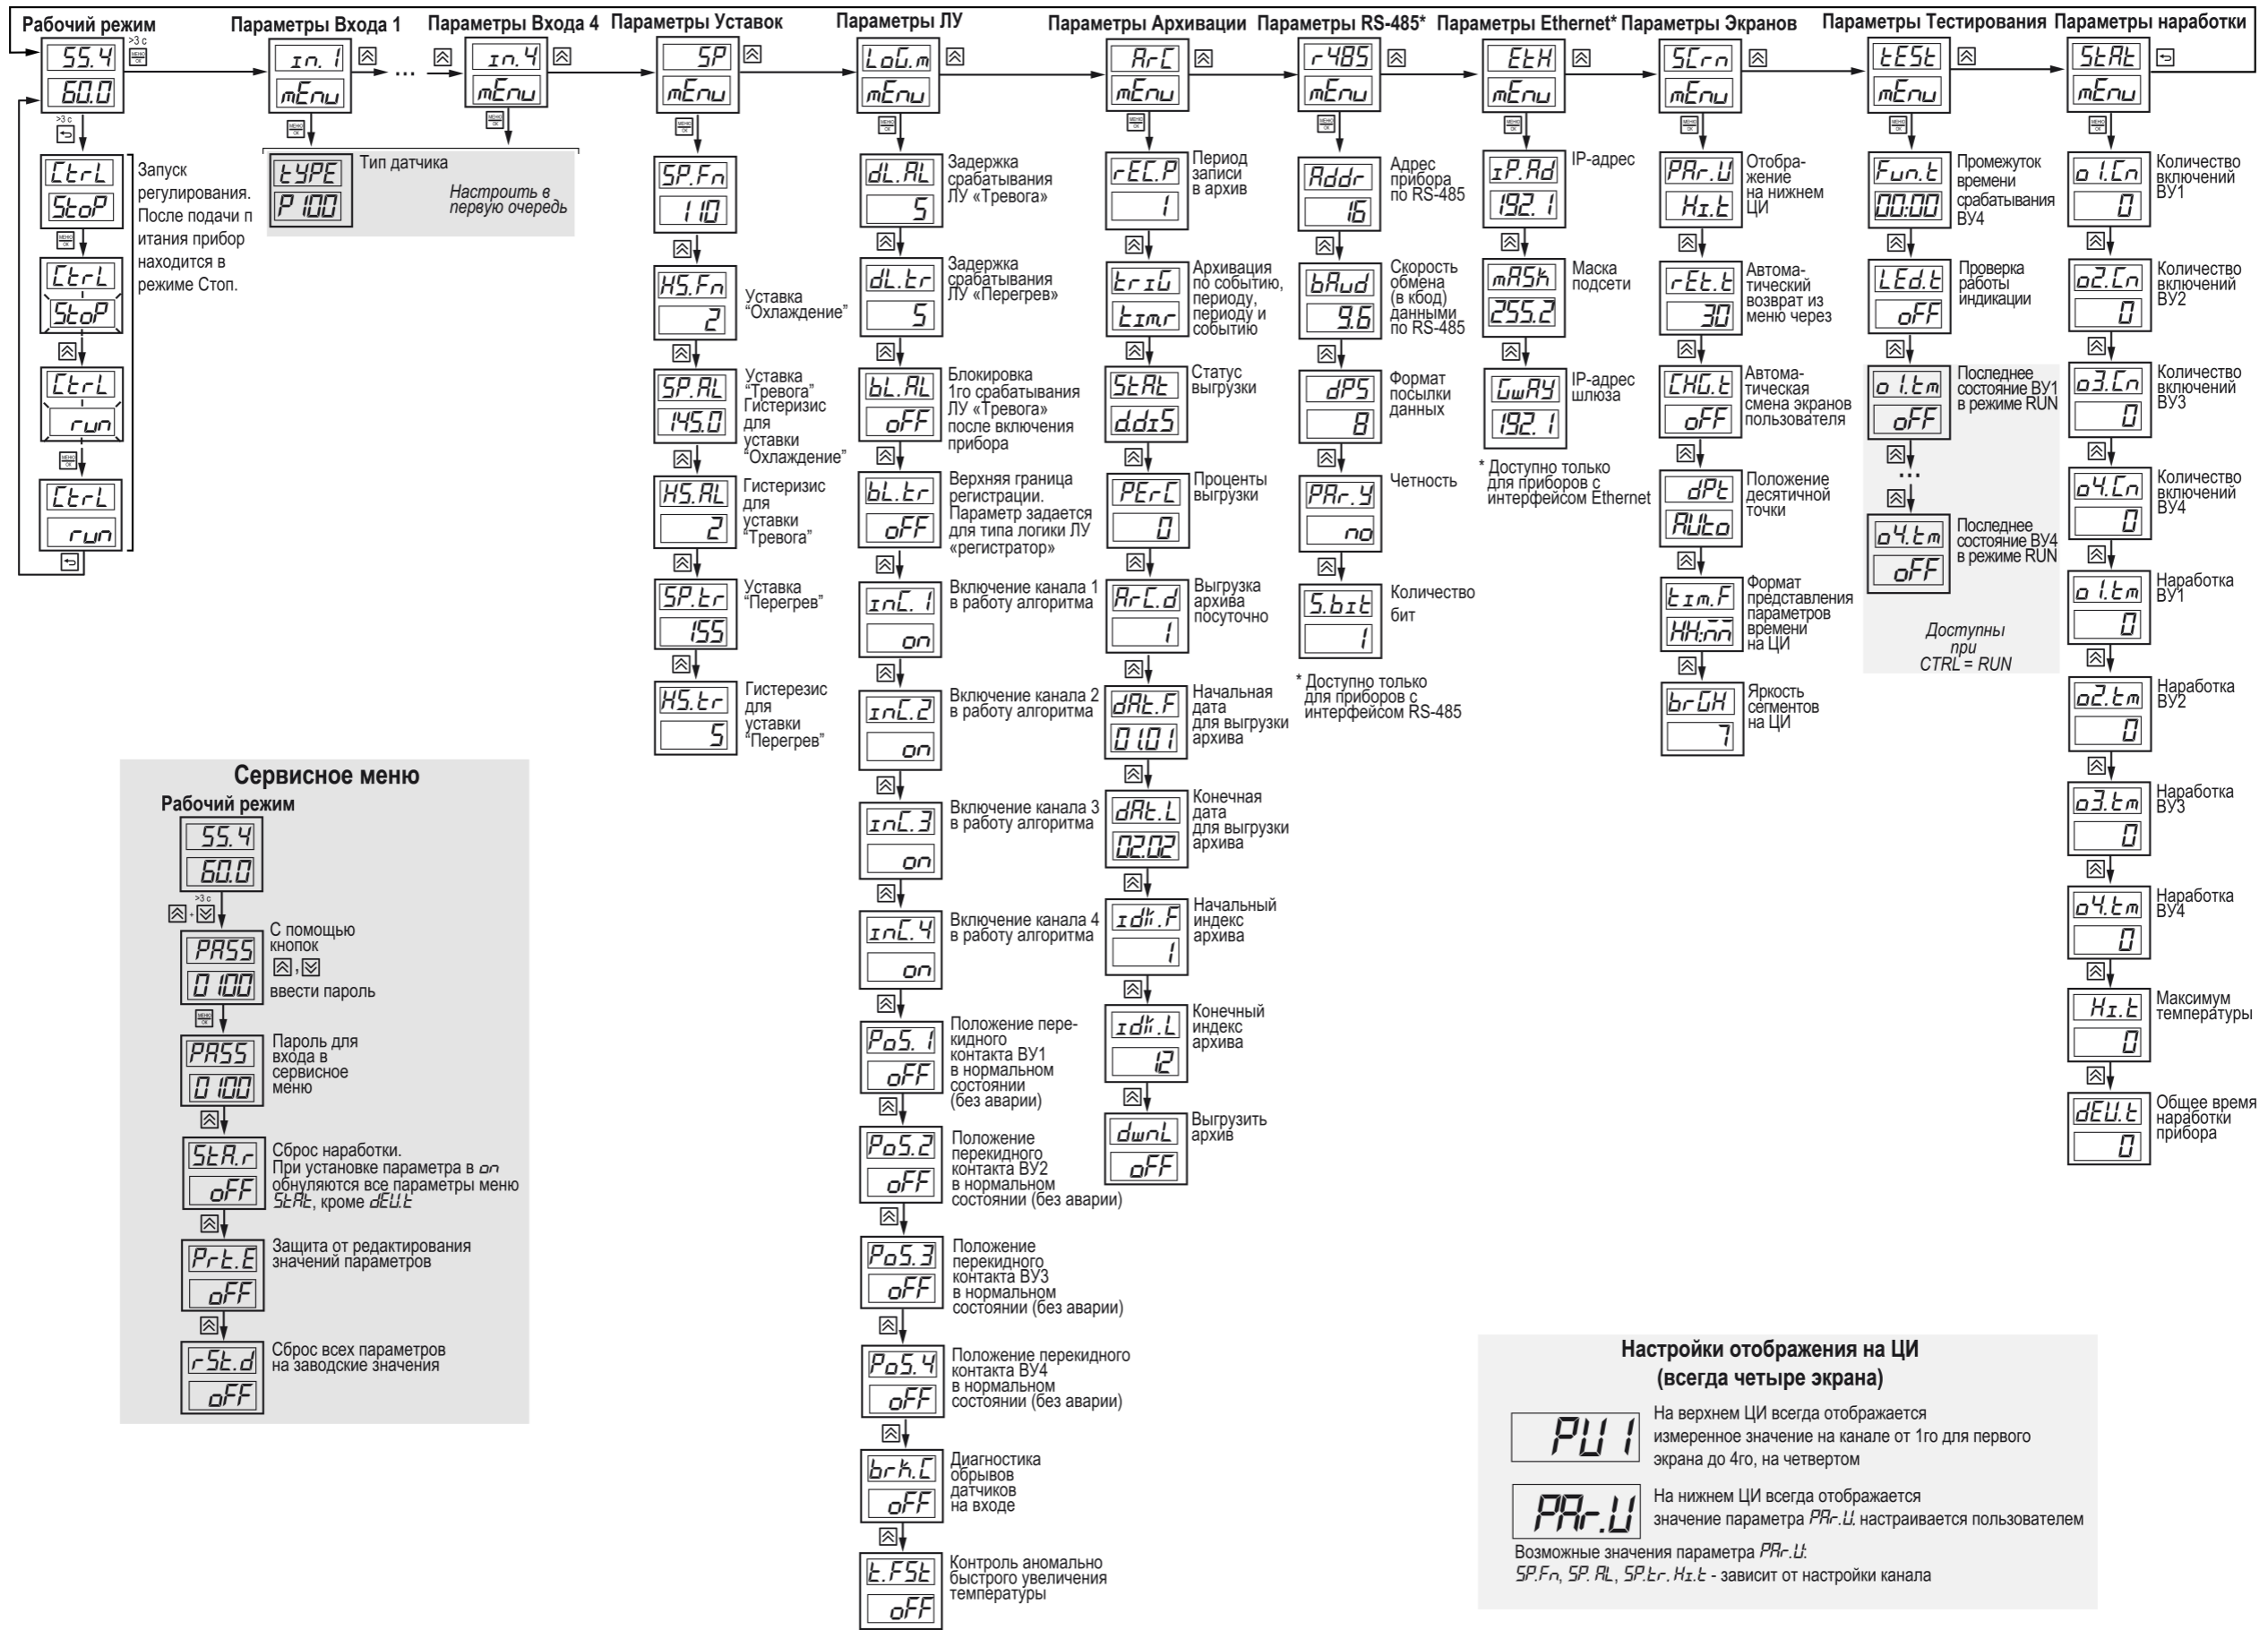 Рабочий режим
>3 с
МЕНЮ
ОК
55.4
60.0
>3 с
CtrL
StoP
Запуск
регулирования.
После подачи п
итания прибор
находится в
режиме Стоп.
CtrL
StoP
CtrL
run
CtrL
run
Параметры Входа 1
in. 1
mEnu
...
Параметры Входа 4
in. 4
mEnu
tYPE
P 100
Тип датчика
Настроить в
первую очередь
Параметры Уставок
SP
mEnu
SP.Fn
110
HS.Fn
2
Уставка
“Охлаждение”
SP.AL
145.0
Уставка
“Тревога”
Гистеризис
для
уставки
“Охлаждение”
HS.AL
2
Гистеризис
для
уставки
“Тревога”
SP.tr
155
Уставка
“Перегрев”
HS.tr
5
Гистерезис
для
уставки
“Перегрев”
Параметры ЛУ
LoG.m
mEnu
dL.AL
5
Задержка
срабатывания
ЛУ «Тревога»
dL.tr
5
Задержка
срабатывания
ЛУ «Перегрев»
bL.AL
oFF
Блокировка
1го срабатывания
ЛУ «Тревога»
после включения
прибора
bL.tr
oFF
Верхняя граница
регистрации.
Параметр задается
для типа логики ЛУ
«регистратор»
inC. 1
on
Включение канала 1
в работу алгоритма
inC.2
on
Включение канала 2
в работу алгоритма
inC.3
on
Включение канала 3
в работу алгоритма
inC.4
on
Включение канала 4
в работу алгоритма
PoS. 1
oFF
Положение пере-
кидного
контакта ВУ1
в нормальном
состоянии
(без аварии)
PoS.2
oFF
Положение
перекидного
контакта ВУ2
в нормальном
состоянии (без аварии)
PoS.3
oFF
Положение
перекидного
контакта ВУ3
в нормальном
состоянии (без аварии)
PoS.4
oFF
Положение перекидного
контакта ВУ4
в нормальном
состоянии (без аварии)
brk.C
oFF
Диагностика
обрывов
датчиков
на входе
t.FSt
oFF
Контроль аномально
быстрого увеличения
температуры
Параметры Архивации
ArC
mEnu
rEC.P
1
Период
записи
в архив
triG
timr
Архивация
по событию,
периоду,
периоду и
событию
StAt
d.diS
Статус
выгрузки
PErC
0
Проценты
выгрузки
ArC.d
1
Выгрузка
архива
посуточно
dAt.F
01.01
Начальная
дата
для выгрузки
архива
dAt.L
02.02
Конечная
дата
для выгрузки
архива
idk.F
1
Начальный
индекс
архива
idk.L
12
Конечный
индекс
архива
dwnL
oFF
Выгрузить
архив
Параметры RS-485*
r485
mEnu
Addr
16
Адрес
прибора
по RS-485
bAud
9.6
Скорость
обмена
(в кбод)
данными
по RS-485
dPS
8
Формат
посылки
данных
PAr.Y
no
Четность
S.bit
1
Количество
бит
* Доступно только
для приборов с
интерфейсом RS-485
Параметры Ethernet*
EtH
mEnu
iP.Ad
192. 1
IP-адрес
mASk
255.2
Маска
подсети
GwAY
192. 1
IP-адрес
шлюза
* Доступно только
для приборов с
интерфейсом Ethernet
Параметры Экранов
SCrn
mEnu
PAr.U
Hi.t
Отобра-
жение
на нижнем
ЦИ
rEt.t
30
Автома-
тический
возврат из
меню через
CHG.t
oFF
Автома-
тическая
смена экранов
пользователя
dPt
AUto
Положение
десятичной
точки
tim.F
HH:mm
Формат
представления
параметров
времени
на ЦИ
brGH
7
Яркость
сегментов
на ЦИ
Параметры Тестирования
tESt
mEnu
Fun.t
00:00
Промежуток
времени
срабатывания
ВУ4
LEd.t
oFF
Проверка
работы
индикации
o1.tm
oFF
Последнее
состояние ВУ1
в режиме RUN
...
o4.tm
oFF
Последнее
состояние ВУ4
в режиме RUN
Доступны
при
CTRL = RUN
Параметры наработки
StAt
mEnu
o1.Cn
0
Количество
включений
ВУ1
o2.Cn
0
Количество
включений
ВУ2
o3.Cn
0
Количество
включений
ВУ3
o4.Cn
0
Количество
включений
ВУ4
o1.tm
0
Наработка
ВУ1
o2.tm
0
Наработка
ВУ2
o3.tm
0
Наработка
ВУ3
o4.tm
0
Наработка
ВУ4
Hi.t
0
Максимум
температуры
dEU.t
0
Общее время
наработки
прибора
Сервисное меню
Рабочий режим
55.4
60.0
>3 с
+
PASS
0100
С помощью
кнопок
,
ввести пароль
МЕНЮ
ОК
PASS
0100
Пароль для
входа в
сервисное
меню
StA.r
oFF
Сброс наработки.
При установке параметра в on
обнуляются все параметры меню
StAt, кроме dEU.t
Prt.E
oFF
Защита от редактирования
значений параметров
rSt.d
oFF
Сброс всех параметров
на заводские значения
Настройки отображения на ЦИ
(всегда четыре экрана)
PU 1
На верхнем ЦИ всегда отображается
измеренное значение на канале от 1го для первого
экрана до 4го, на четвертом
PAr.U
На нижнем ЦИ всегда отображается
значение параметра PAr.U, настраивается пользователем
Возможные значения параметра PAr.U:
SP.Fn, SP. AL, SP.tr. Hi.t - зависит от настройки канала